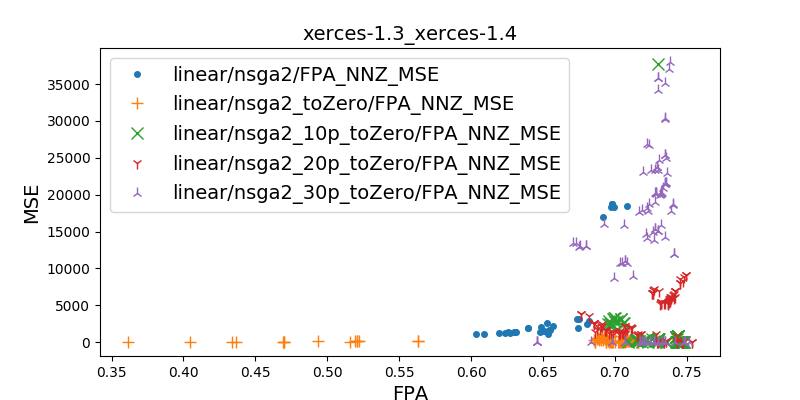 xerces-1.3_xerces-1.4
linear/nsga2/FPA_NNZ_MSE
linear/nsga2_toZero/FPA_NNZ_MSE
linear/nsga2_10p_toZero/FPA_NNZ_MSE
linear/nsga2_20p_toZero/FPA_NNZ_MSE
linear/nsga2_30p_toZero/FPA_NNZ_MSE
MSE
35000
30000
25000
20000
15000
10000
5000
0
0.35 0.40 0.45 0.50 0.55 0.60 0.65 0.70 0.75
FPA